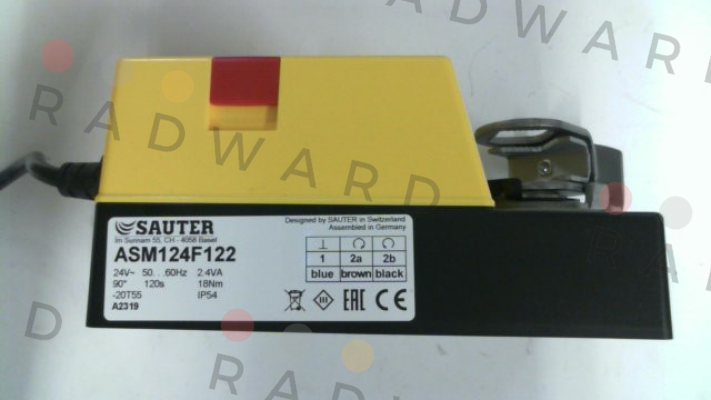 RADWARD
RADWARD
SAUTER
Im Surinam 55, CH - 4058 Basel
Designed by SAUTER in Switzerland
Assembled in Germany
ASM124F122
24V~ 50...60Hz 2.4VA
90° 120s 18Nm
-20T55 IP54
A2319
1 2a 2b
blue brown black
III EAC CE
D
RADWARD